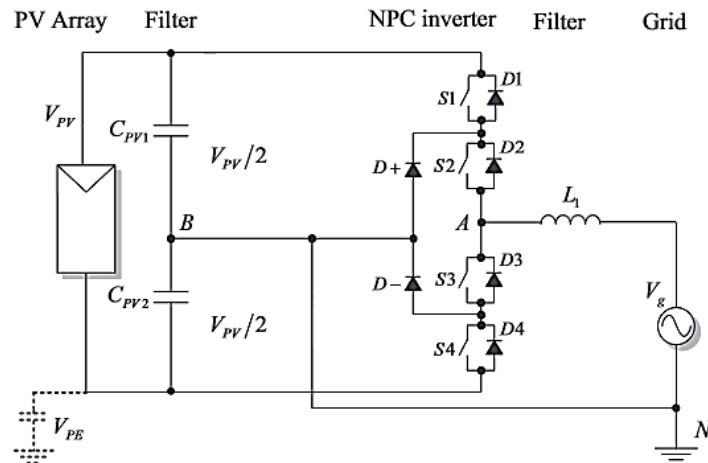 PV Array Filter NPC inverter Filter Grid
D1
S1
V_PV
C_PV1
V_PV/2
D2
S2
D+
L_1
B
A
D3
S3
D−
C_PV2
V_g
V_PV/2
D4
S4
V_PE
N